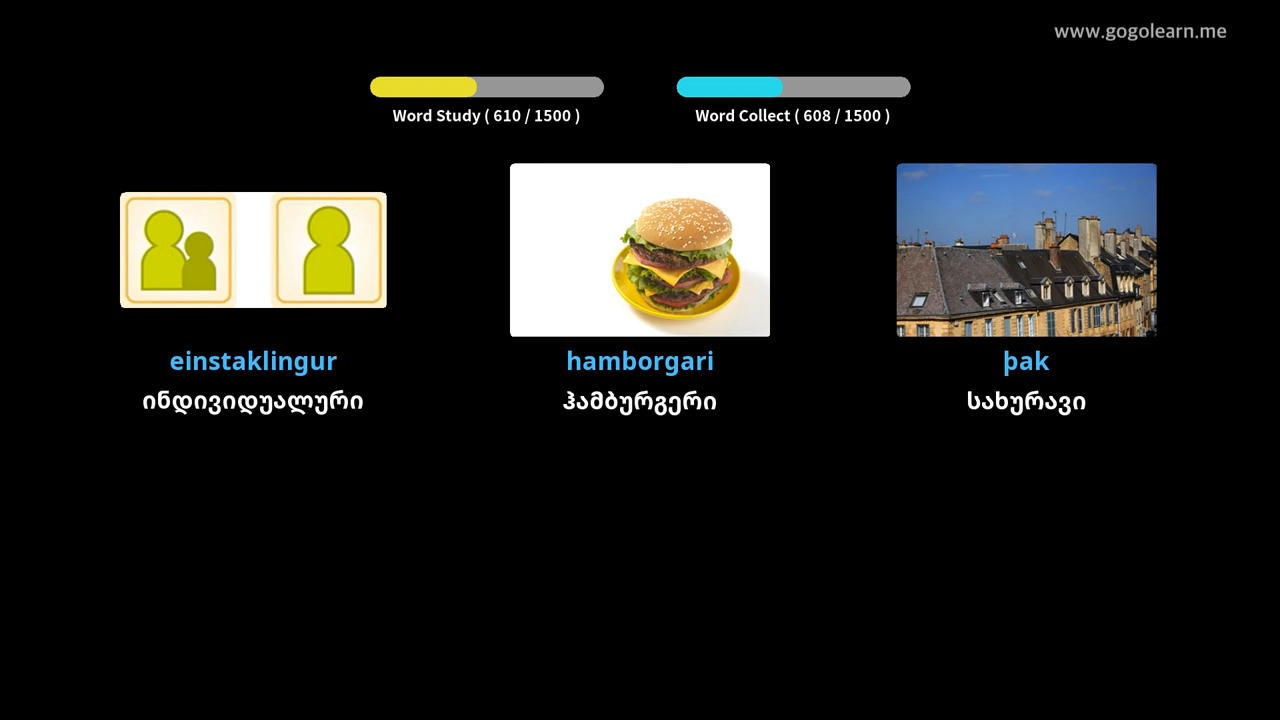 www.gogolearn.me
Word Study ( 610 / 1500 )
Word Collect ( 608 / 1500 )
einstaklingur
ინდივიდუალური
hamborgari
ჰამბურგერი
þak
სახურავი